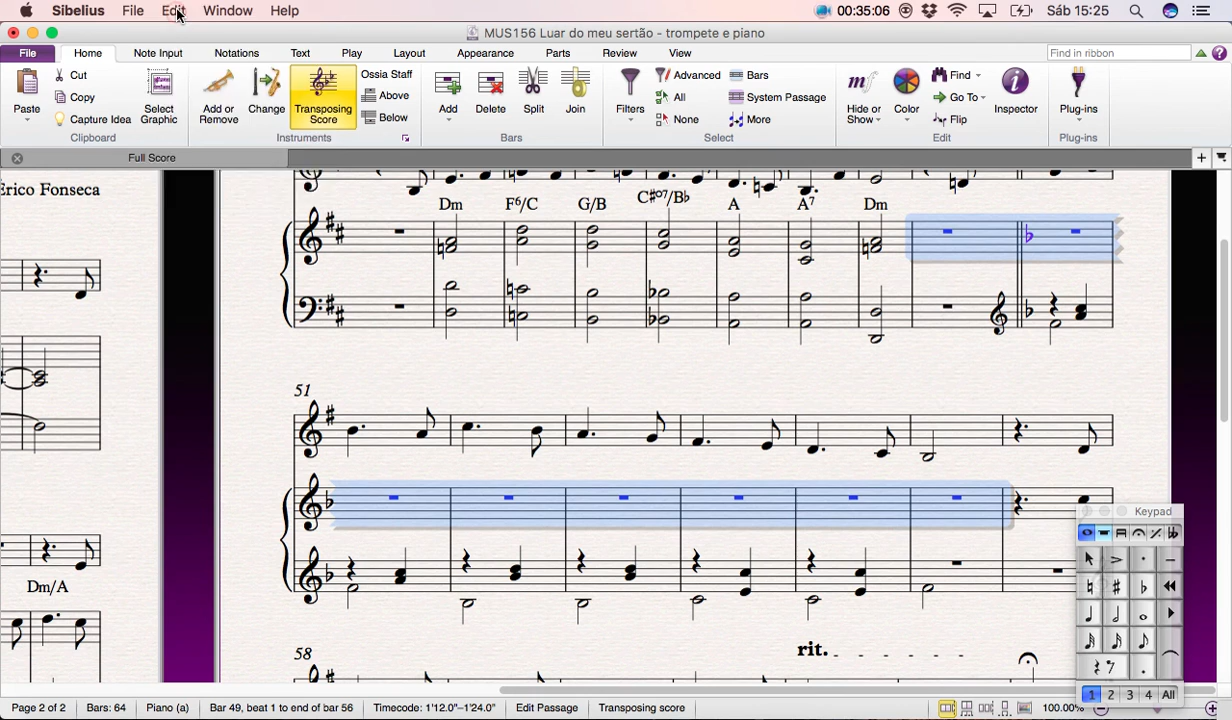 Sibelius File Edit Window Help 00:35:06 Sáb 15:25
MUS156 Luar do meu sertão - trompete e piano
File Home Note Input Notations Text Play Layout Appearance Parts Review View Find in ribbon
Paste Cut Copy Capture Idea Select Graphic Clipboard
Add or Remove Change Transposing Score Ossia Staff Above Below Instruments
Add Delete Split Join Bars
Filters Advanced All None Bars System Passage More Select
Hide or Show Color Find Go To Flip Inspector Edit
Plug-ins Plug-ins
Full Score
Érico Fonseca
Dm F6/C G/B C#o7/Bb A A7 Dm
51
Keypad
Dm/A
rit.
58
1 2 3 4 All
Page 2 of 2 Bars: 64 Piano (a) Bar 49, beat 1 to end of bar 56 Timecode: 1'12.0"–1'24.0" Edit Passage Transposing score 100.00%